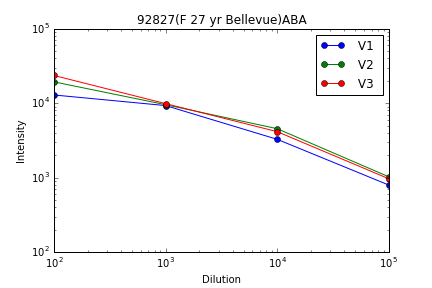 92827(F 27 yr Bellevue)ABA
10^5
10^4
10^3
10^2
Intensity
V1
V2
V3
10^2 10^3 10^4 10^5
Dilution